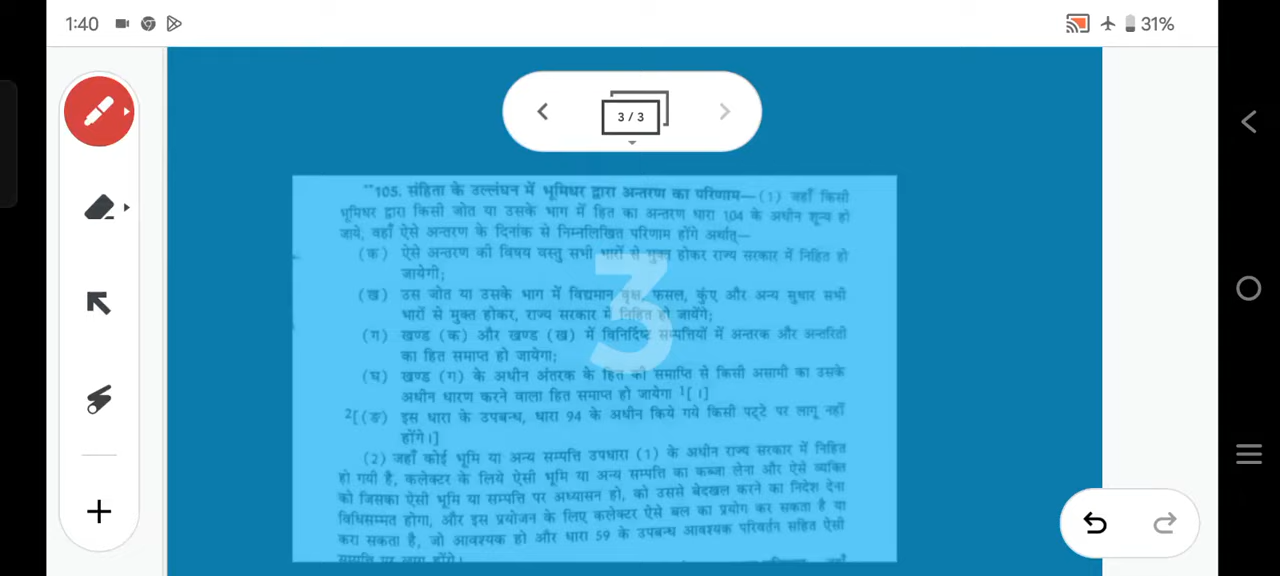 1:40
31%
3 / 3
3
**105. संहिता के उल्लंघन में भूमिधर द्वारा अन्तरण का परिणाम—(1) जहाँ किसी
भूमिधर द्वारा किसी जोत या उसके भाग में हित का अन्तरण धारा 104 के अधीन शून्य हो
जाये, वहाँ ऐसे अन्तरण के दिनांक से निम्नलिखित परिणाम होंगे अर्थात्—
(क) ऐसे अन्तरण की विषय वस्तु सभी भारों से मुक्त होकर राज्य सरकार में निहित हो
जायेगी;
(ख) उस जोत या उसके भाग में विद्यमान वृक्ष, फसल, कुंए और अन्य सुधार सभी
भारों से मुक्त होकर, राज्य सरकार में निहित हो जायेंगे;
(ग) खण्ड (क) और खण्ड (ख) में विनिर्दिष्ट सम्पत्तियों में अन्तरक और अन्तरिती
का हित समाप्त हो जायेगा;
(घ) खण्ड (ग) के अधीन अंतरक के हित की समाप्ति से किसी असामी का उसके
अधीन धारण करने वाला हित समाप्त हो जायेगा ¹[।]
²[(ङ) इस धारा के उपबन्ध, धारा 94 के अधीन किये गये किसी पट्टे पर लागू नहीं
होंगे।]
(2) जहाँ कोई भूमि या अन्य सम्पत्ति उपधारा (1) के अधीन राज्य सरकार में निहित
हो गयी है, कलेक्टर के लिये ऐसी भूमि या अन्य सम्पत्ति का कब्जा लेना और ऐसे व्यक्ति
को जिसका ऐसी भूमि या सम्पत्ति पर अध्यासन हो, को उससे बेदखल करने का निदेश देना
विधिसम्मत होगा, और इस प्रयोजन के लिए कलेक्टर ऐसे बल का प्रयोग कर सकता है या
करा सकता है, जो आवश्यक हो और धारा 59 के उपबन्ध आवश्यक परिवर्तन सहित ऐसी
सम्पत्ति पर लागू होंगे।